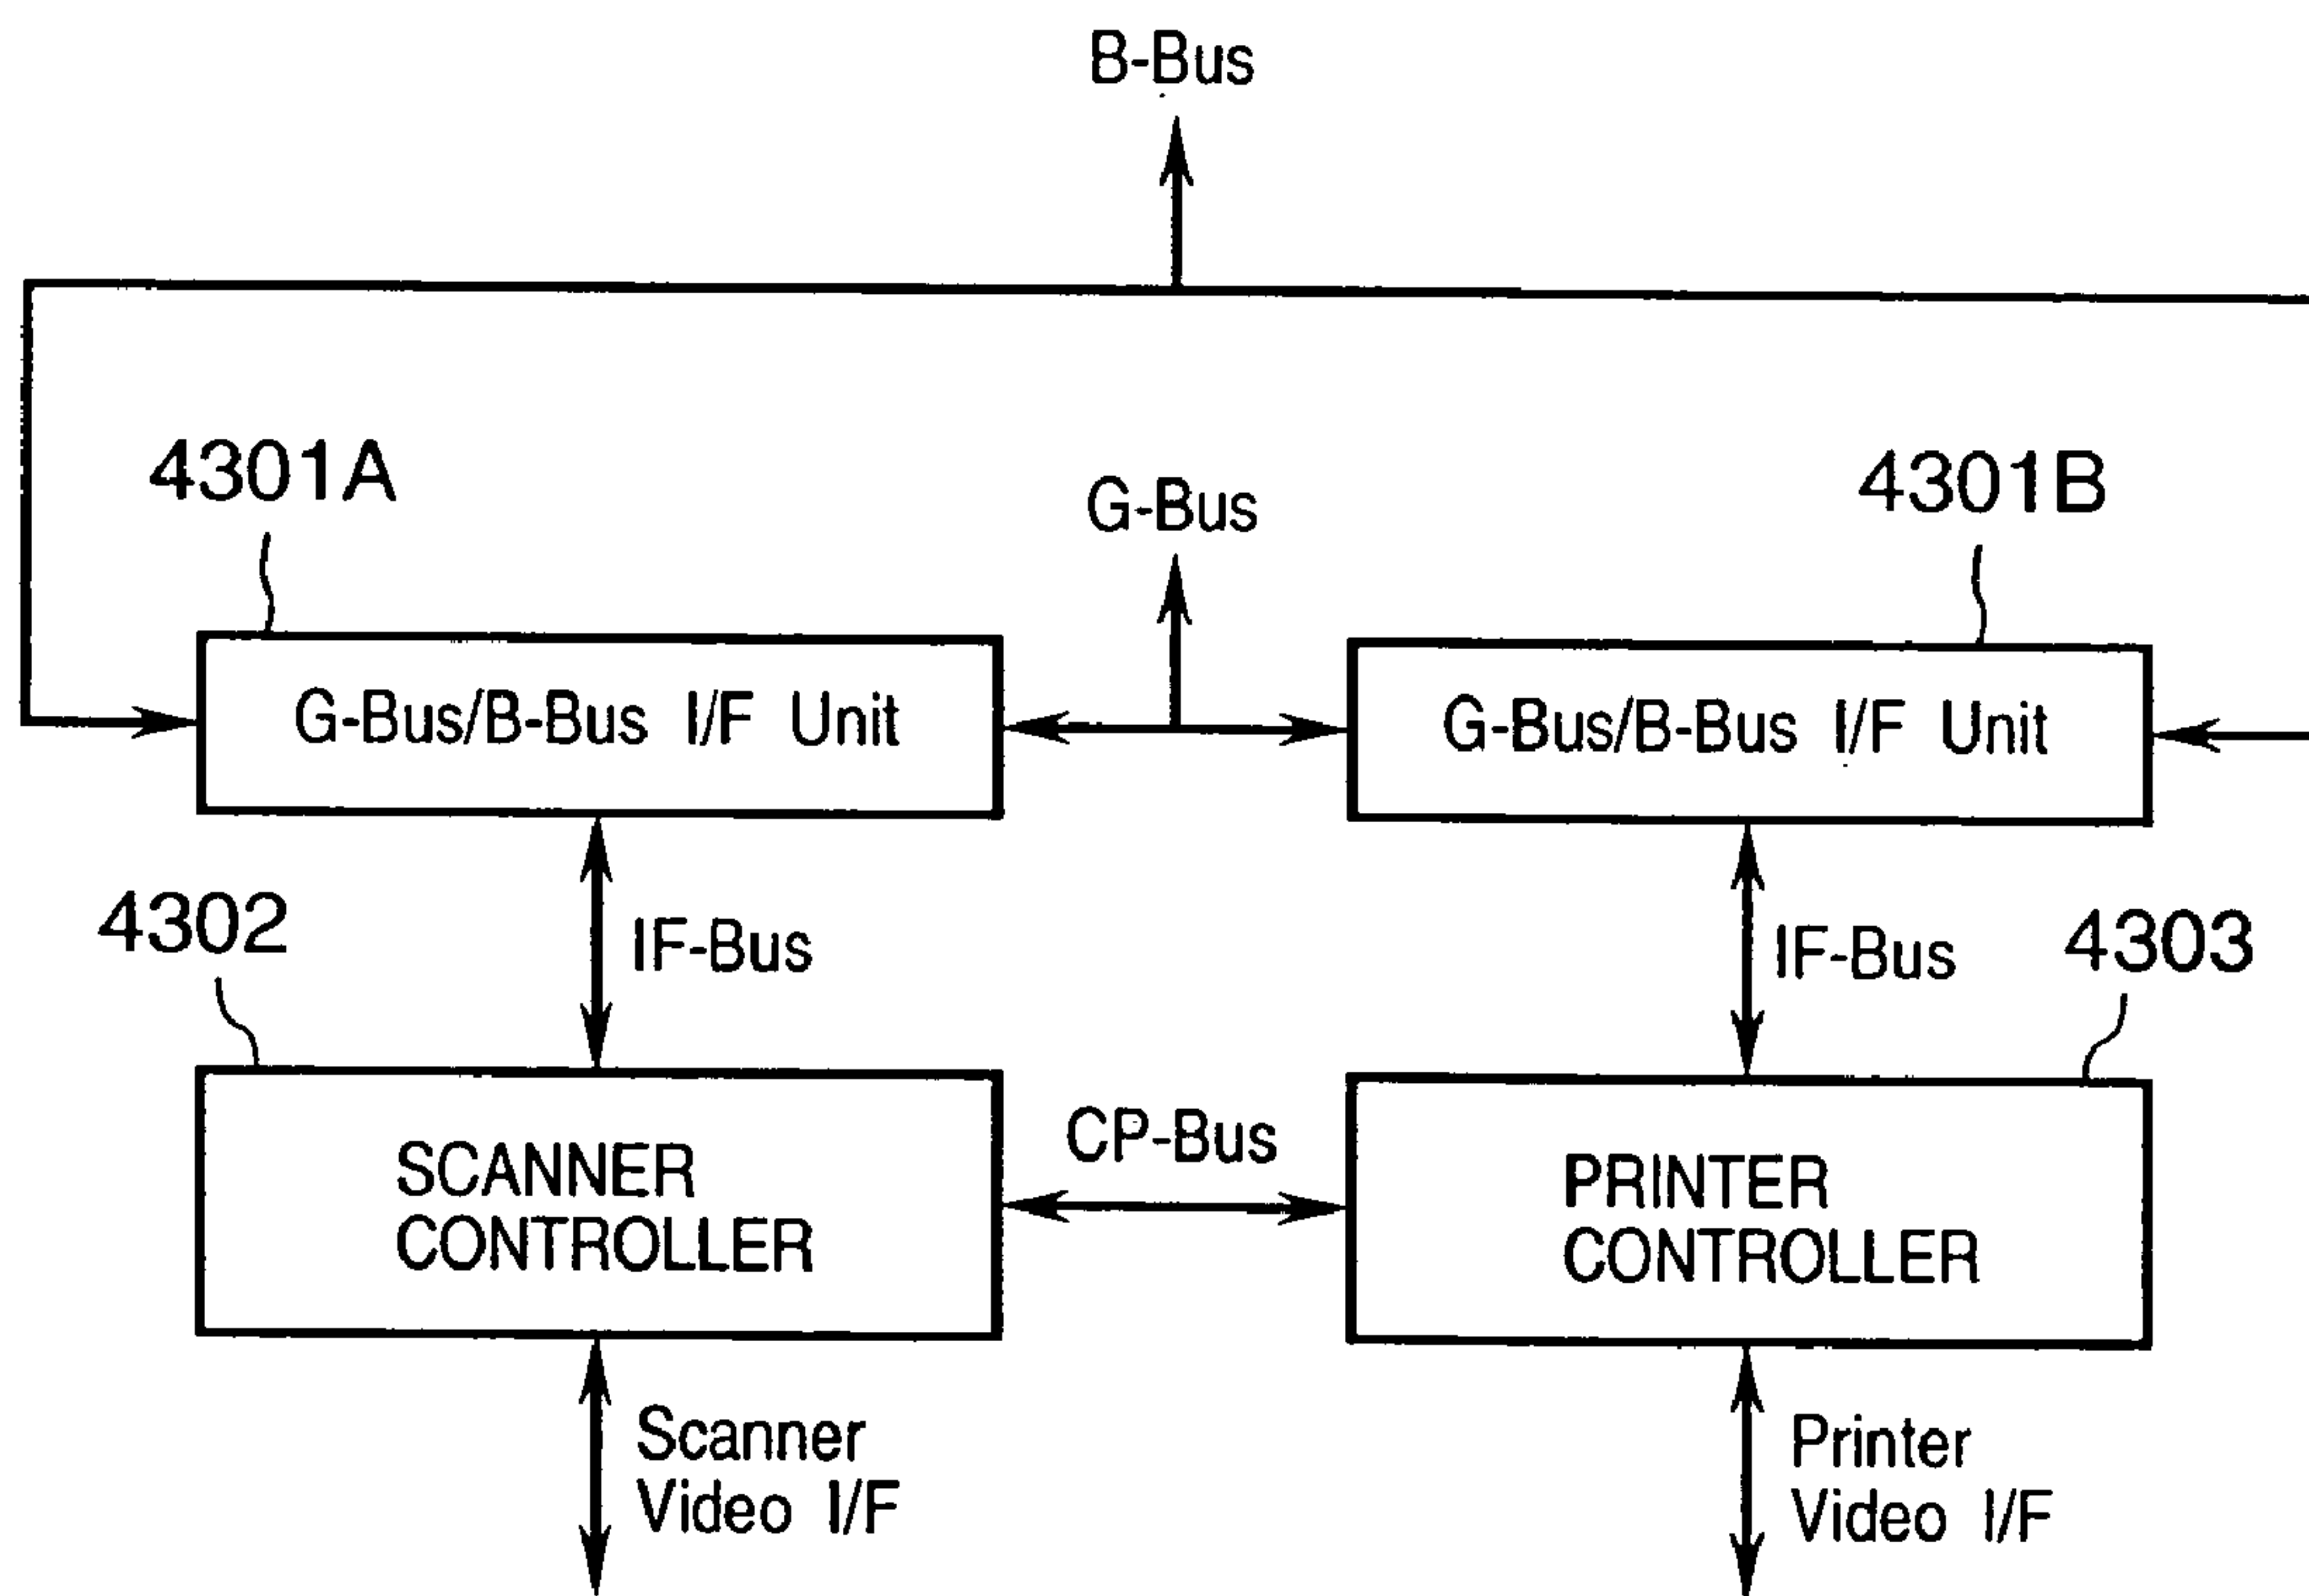 B-Bus
4301A
4301B
G-Bus
G-Bus/B-Bus I/F Unit
G-Bus/B-Bus I/F Unit
4302
IF-Bus
IF-Bus
4303
SCANNER
CONTROLLER
CP-Bus
PRINTER
CONTROLLER
Scanner
Video I/F
Printer
Video I/F